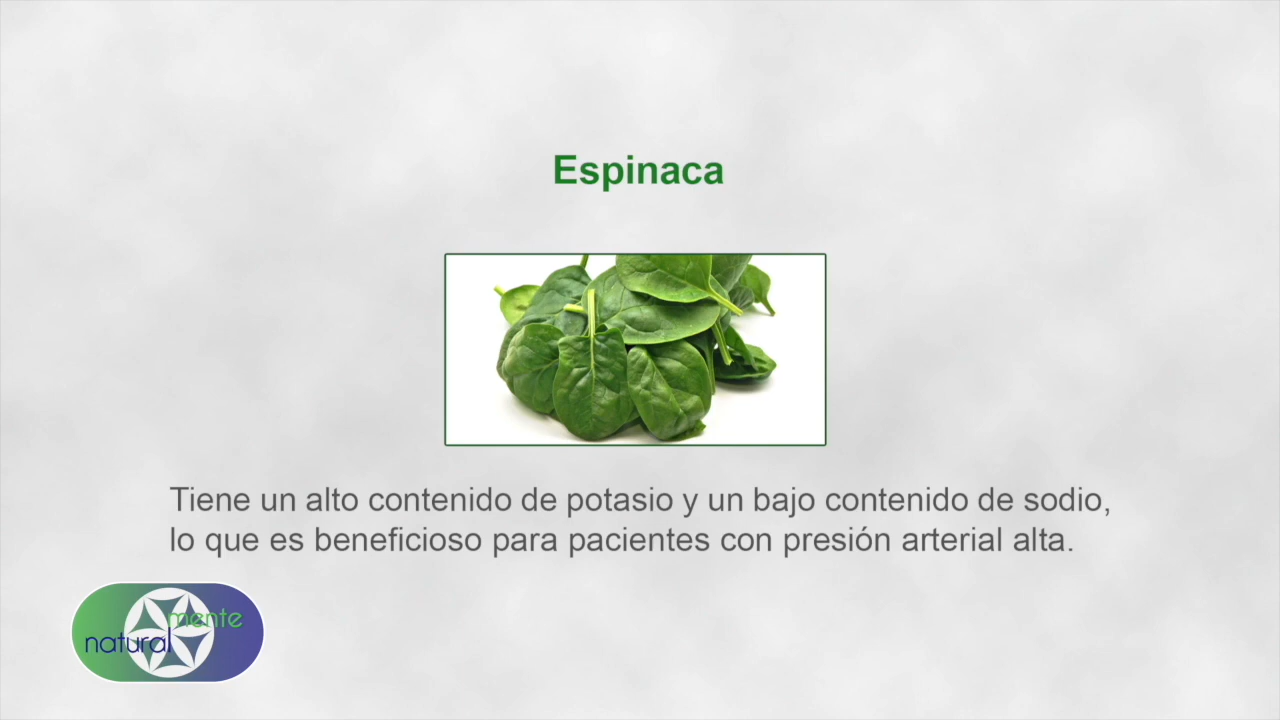 Espinaca
Tiene un alto contenido de potasio y un bajo contenido de sodio,
lo que es beneficioso para pacientes con presión arterial alta.
natural
mente